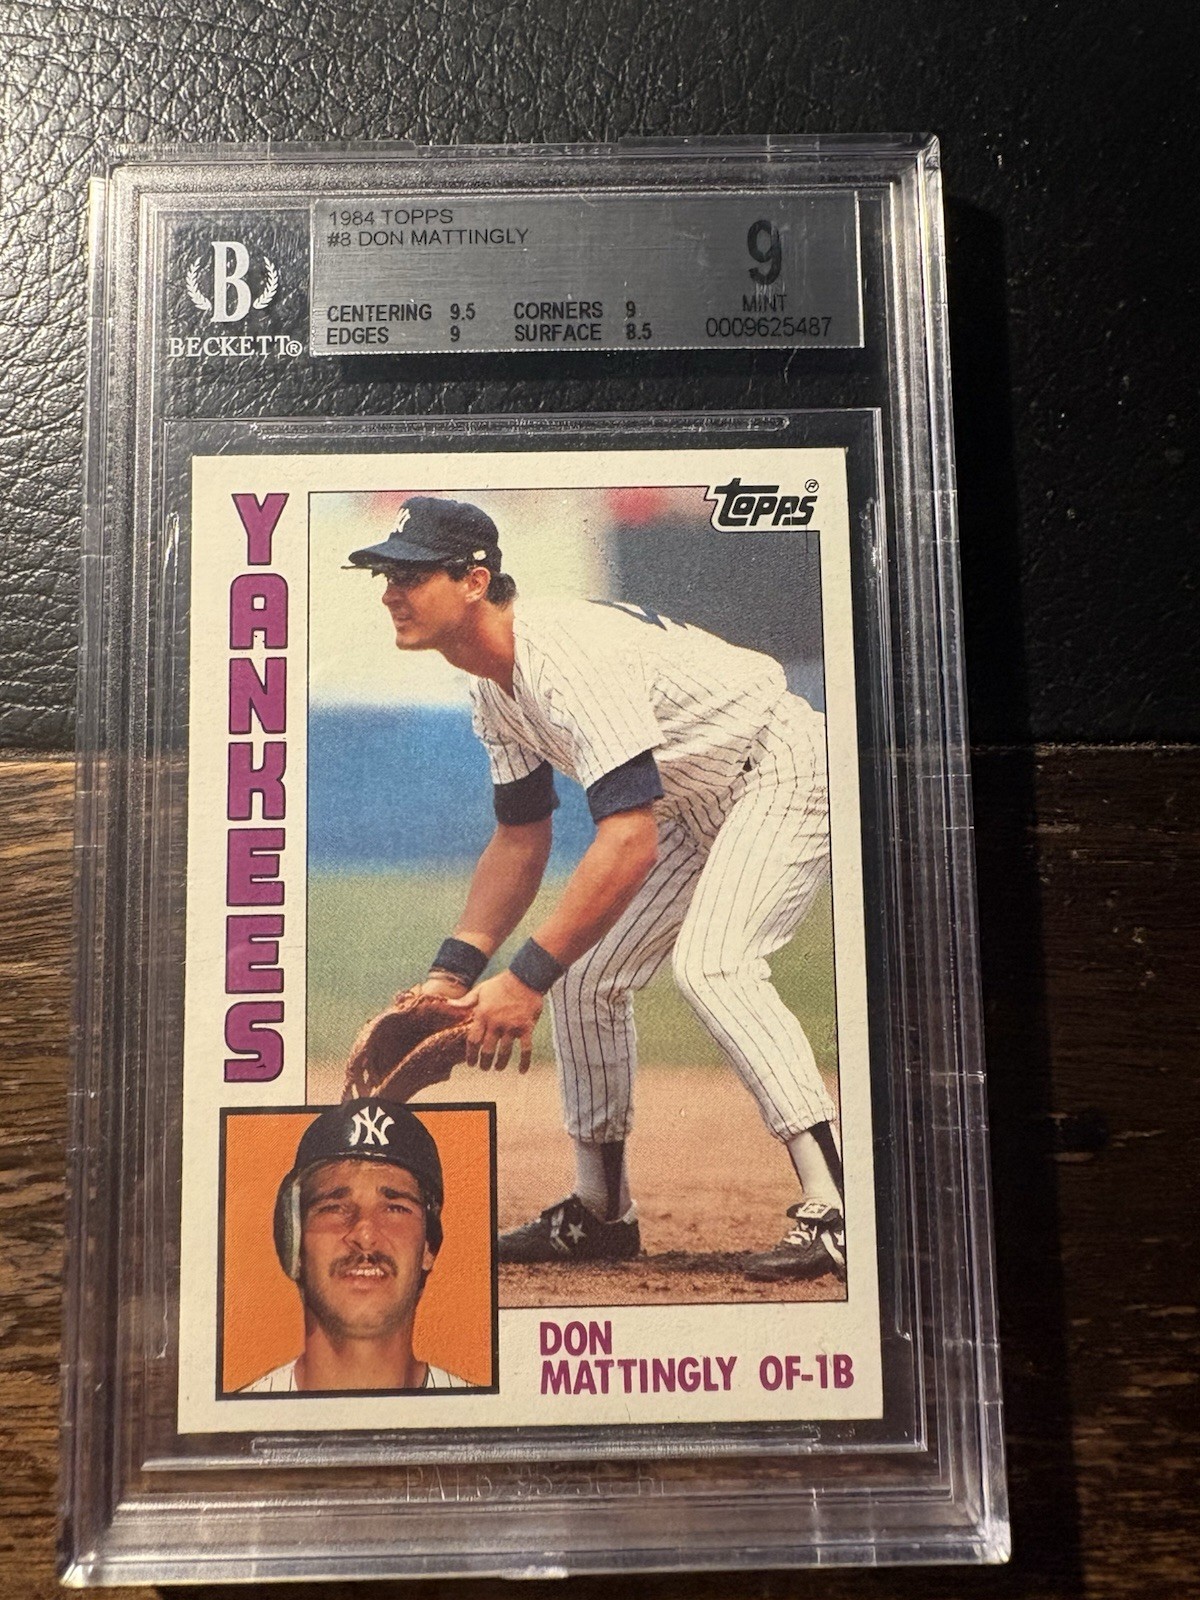 1984 TOPPS
#8 DON MATTINGLY
9
MINT
0009625487
CENTERING 9.5 CORNERS 9
EDGES 9 SURFACE 8.5
B
BECKETT®
TOPPS®
YANKEES
NY
DON
MATTINGLY OF-1B